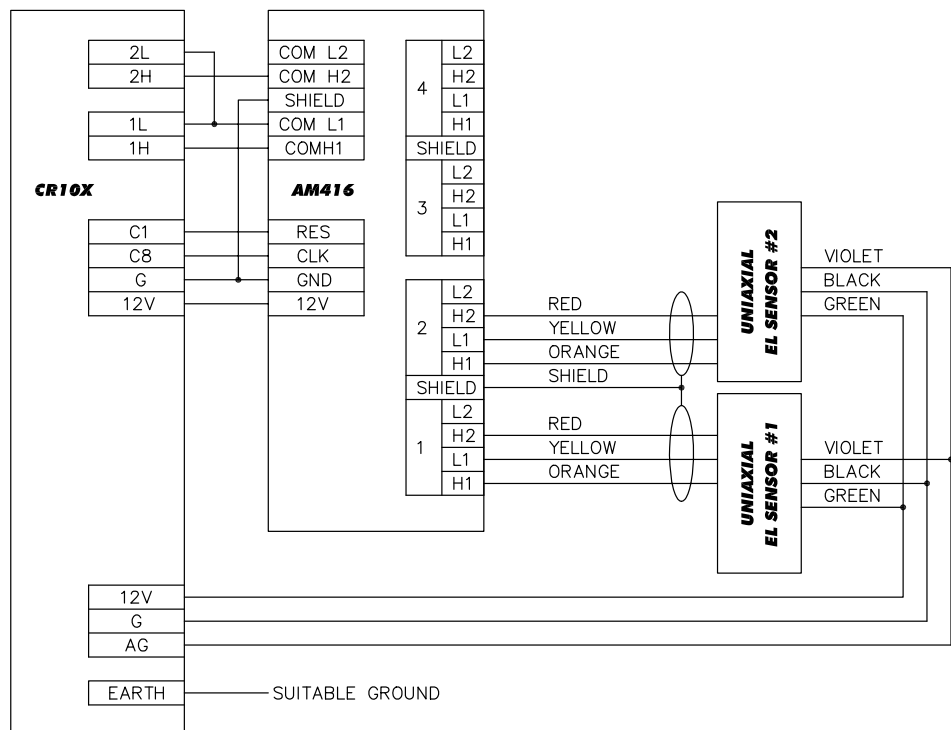 2L
2H
1L
1H
CR10X
C1
C8
G
12V
12V
G
AG
EARTH
SUITABLE GROUND
COM L2
COM H2
SHIELD
COM L1
COMH1
AM416
RES
CLK
GND
12V
4
L2
H2
L1
H1
SHIELD
3
L2
H2
L1
H1
2
L2
H2
L1
H1
SHIELD
1
L2
H2
L1
H1
RED
YELLOW
ORANGE
SHIELD
RED
YELLOW
ORANGE
UNIAXIAL
EL SENSOR #2
VIOLET
BLACK
GREEN
UNIAXIAL
EL SENSOR #1
VIOLET
BLACK
GREEN